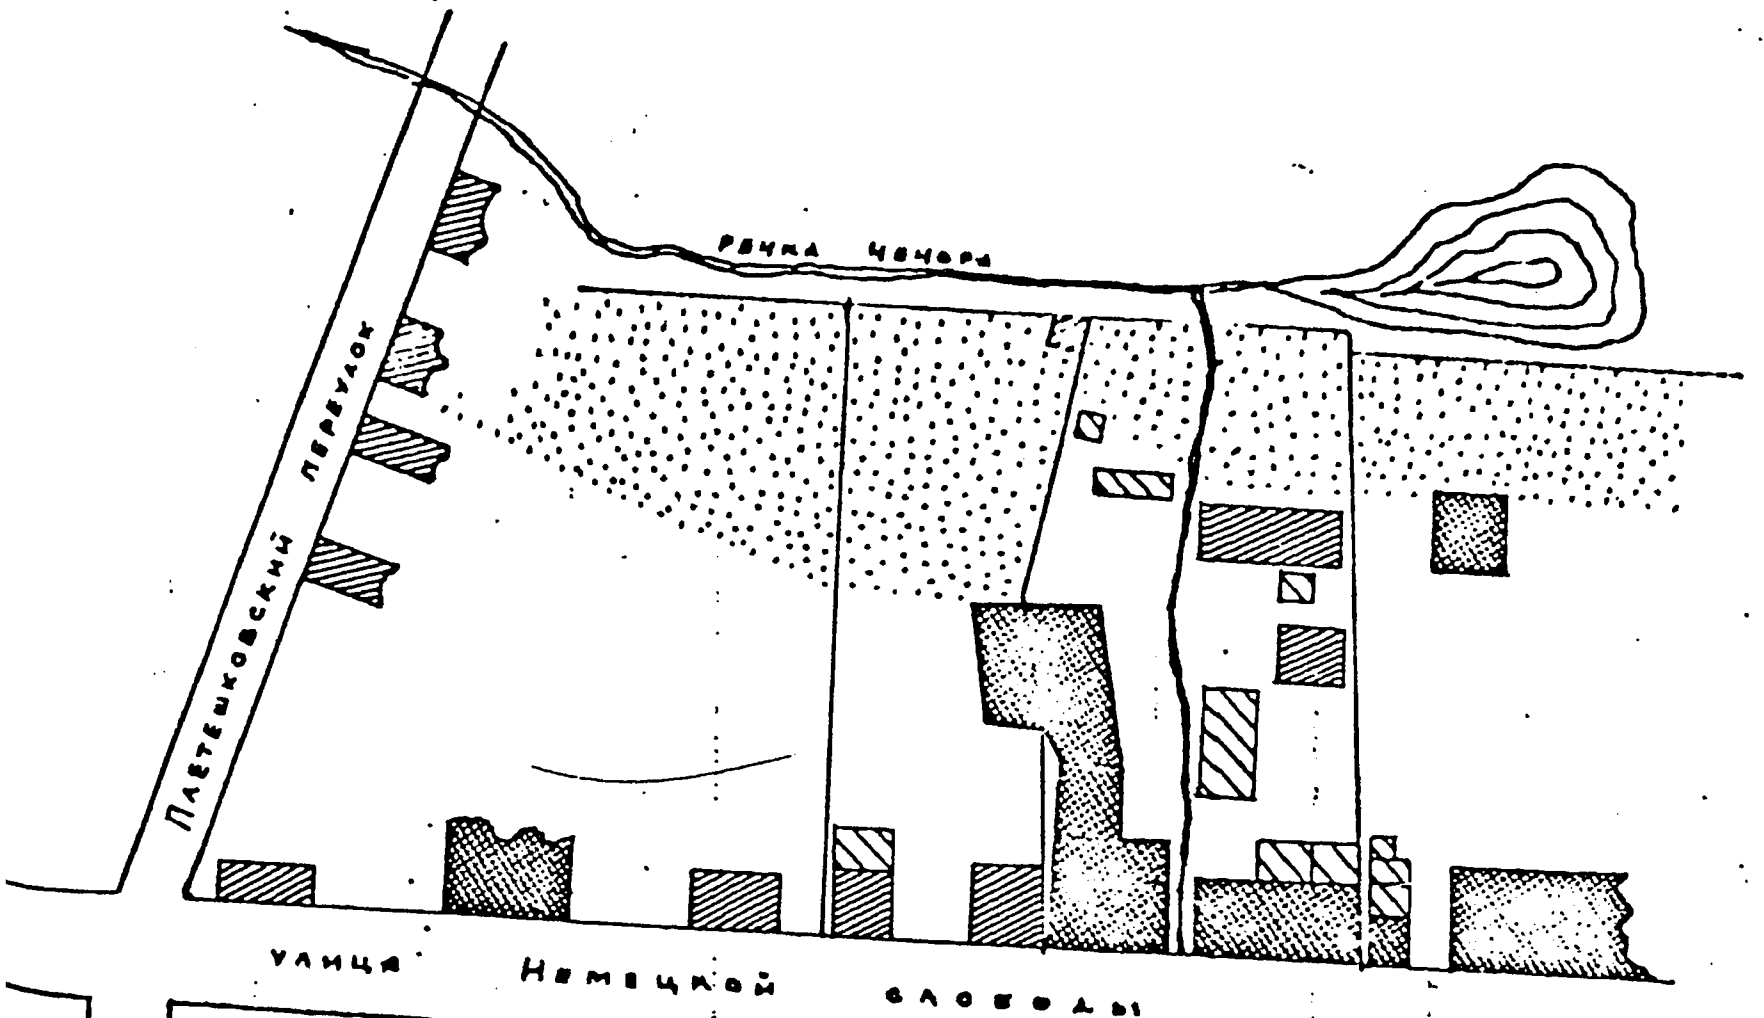 речка Чечора
Плетешковский переулок
улица Немецкой слободы